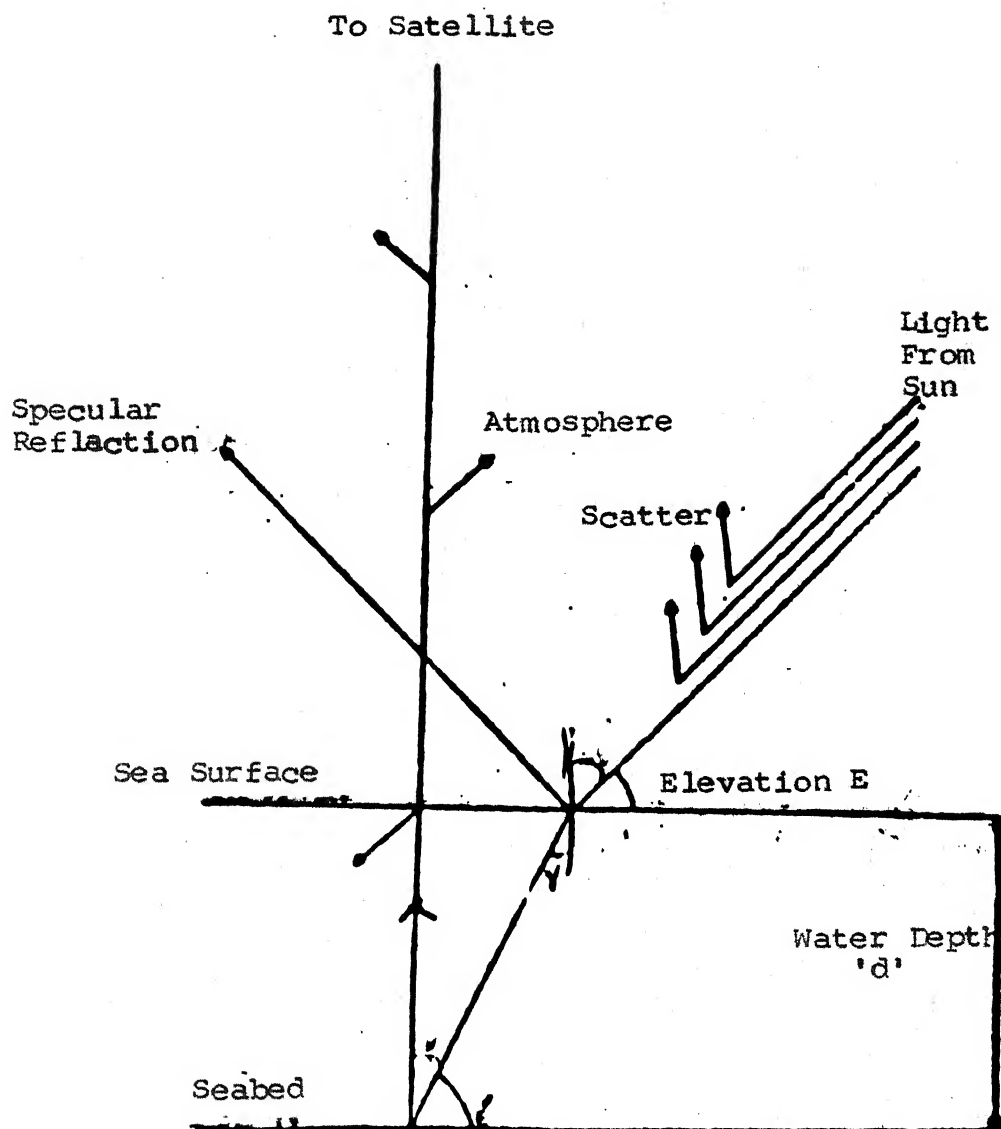 To Satellite
Light
From
Sun
Specular
Reflaction
Atmosphere
Scatter
Sea Surface
Elevation E
Water Depth
'd'
Seabed